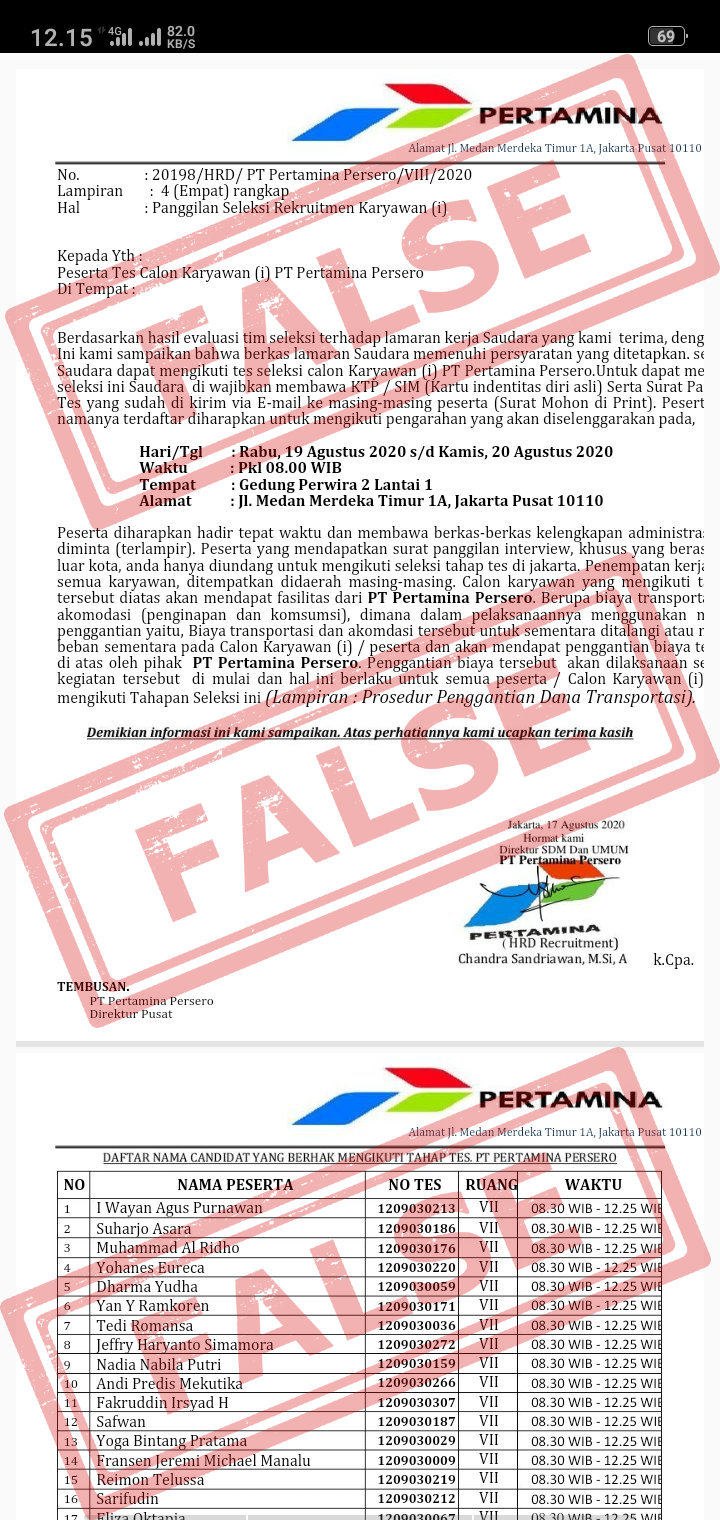 12.15 4G 82.0 KB/S 69
PERTAMINA
Alamat Jl. Medan Merdeka Timur 1A, Jakarta Pusat 10110
No. : 20198/HRD/ PT Pertamina Persero/VIII/2020
Lampiran : 4 (Empat) rangkap
Hal : Panggilan Seleksi Rekruitmen Karyawan (i)
Kepada Yth :
Peserta Tes Calon Karyawan (i) PT Pertamina Persero
Di Tempat :
FALSE
Berdasarkan hasil evaluasi tim seleksi terhadap lamaran kerja Saudara yang kami terima, deng
Ini kami sampaikan bahwa berkas lamaran Saudara memenuhi persyaratan yang ditetapkan. se
Saudara dapat mengikuti tes seleksi calon Karyawan (i) PT Pertamina Persero.Untuk dapat me
seleksi ini Saudara di wajibkan membawa KTP / SIM (Kartu indentitas diri asli) Serta Surat Pa
Tes yang sudah di kirim via E-mail ke masing-masing peserta (Surat Mohon di Print). Pesert
namanya terdaftar diharapkan untuk mengikuti pengarahan yang akan diselenggarakan pada,
Hari/Tgl : Rabu, 19 Agustus 2020 s/d Kamis, 20 Agustus 2020
Waktu : Pkl 08.00 WIB
Tempat : Gedung Perwira 2 Lantai 1
Alamat : Jl. Medan Merdeka Timur 1A, Jakarta Pusat 10110
Peserta diharapkan hadir tepat waktu dan membawa berkas-berkas kelengkapan administra
diminta (terlampir). Peserta yang mendapatkan surat panggilan interview, khusus yang beras
luar kota, anda hanya diundang untuk mengikuti seleksi tahap tes di jakarta. Penempatan kerja
semua karyawan, ditempatkan didaerah masing-masing. Calon karyawan yang mengikuti t
tersebut diatas akan mendapat fasilitas dari PT Pertamina Persero. Berupa biaya transporta
akomodasi (penginapan dan komsumsi), dimana dalam pelaksanaannya menggunakan m
penggantian yaitu, Biaya transportasi dan akomdasi tersebut untuk sementara ditalangi atau m
beban sementara pada Calon Karyawan (i) / peserta dan akan mendapat penggantian biaya te
di atas oleh pihak PT Pertamina Persero. Penggantian biaya tersebut akan dilaksanaan se
kegiatan tersebut di mulai dan hal ini berlaku untuk semua peserta / Calon Karyawan (i)
mengikuti Tahapan Seleksi ini (Lampiran : Prosedur Penggantian Dana Transportasi).
Demikian informasi ini kami sampaikan. Atas perhatiannya kami ucapkan terima kasih
FALSE
Jakarta, 17 Agustus 2020
Hormat kami
Direktur SDM Dan UMUM
PT Pertamina Persero
PERTAMINA
( HRD Recruitment)
Chandra Sandriawan, M.Si, A k.Cpa.
TEMBUSAN.
PT Pertamina Persero
Direktur Pusat
PERTAMINA
Alamat Jl. Medan Merdeka Timur 1A, Jakarta Pusat 10110
DAFTAR NAMA CANDIDAT YANG BERHAK MENGIKUTI TAHAP TES. PT PERTAMINA PERSERO
NO NAMA PESERTA NO TES RUANG WAKTU
1 I Wayan Agus Purnawan 1209030213 VII 08.30 WIB - 12.25 WIB
2 Suharjo Asara 1209030186 VII 08.30 WIB - 12.25 WIB
3 Muhammad Al Ridho 1209030176 VII 08.30 WIB - 12.25 WIB
4 Yohanes Eureca 1209030220 VII 08.30 WIB - 12.25 WIB
5 Dharma Yudha 1209030059 VII 08.30 WIB - 12.25 WIB
6 Yan Y Ramkoren 1209030171 VII 08.30 WIB - 12.25 WIB
7 Tedi Romansa 1209030036 VII 08.30 WIB - 12.25 WIB
8 Jeffry Haryanto Simamora 1209030272 VII 08.30 WIB - 12.25 WIB
9 Nadia Nabila Putri 1209030159 VII 08.30 WIB - 12.25 WIB
10 Andi Predis Mekutika 1209030266 VII 08.30 WIB - 12.25 WIB
11 Fakruddin Irsyad H 1209030307 VII 08.30 WIB - 12.25 WIB
12 Safwan 1209030187 VII 08.30 WIB - 12.25 WIB
13 Yoga Bintang Pratama 1209030029 VII 08.30 WIB - 12.25 WIB
14 Fransen Jeremi Michael Manalu 1209030009 VII 08.30 WIB - 12.25 WIB
15 Reimon Telussa 1209030219 VII 08.30 WIB - 12.25 WIB
16 Sarifudin 1209030212 VII 08.30 WIB - 12.25 WIB
17 Eliza Oktapia 1209030067 VII 08.30 WIB - 12.25 WIB
FALSE